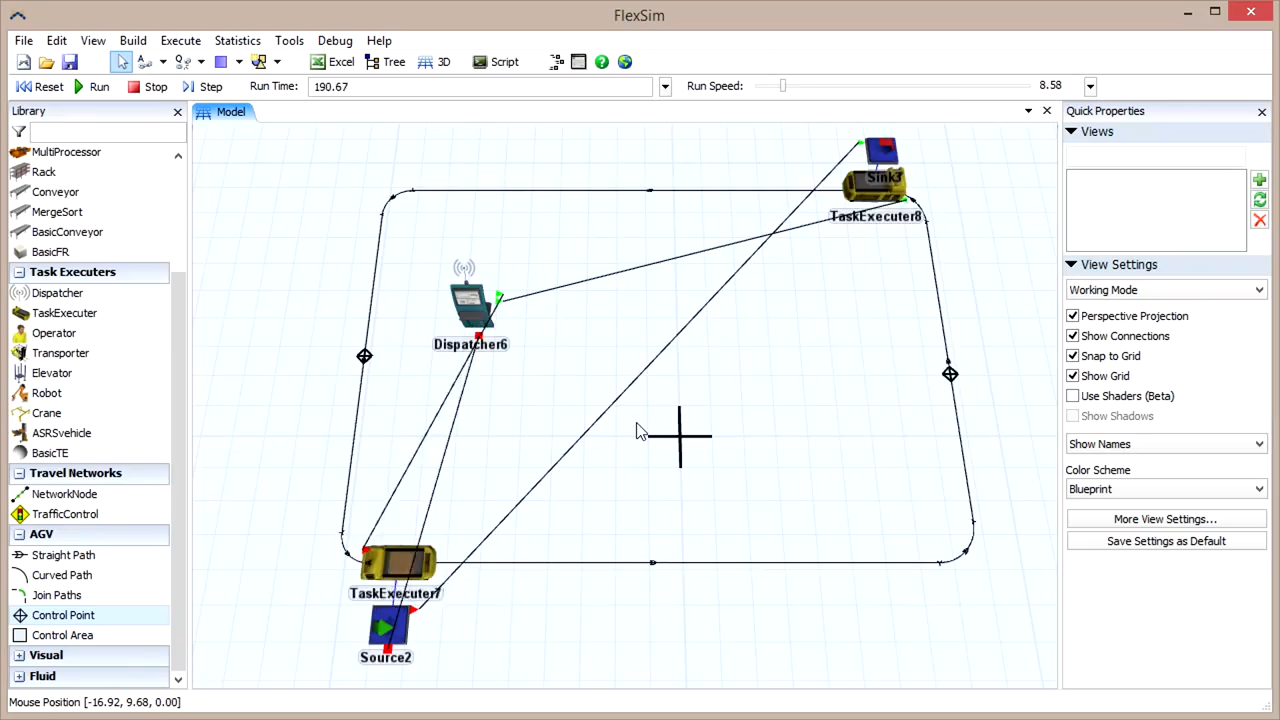 FlexSim
File Edit View Build Execute Statistics Tools Debug Help
Excel Tree 3D Script
Reset Run Stop Step Run Time: 190.67 Run Speed: 8.58
Library
MultiProcessor
Rack
Conveyor
MergeSort
BasicConveyor
BasicFR
Task Executers
Dispatcher
TaskExecuter
Operator
Transporter
Elevator
Robot
Crane
ASRSvehicle
BasicTE
Travel Networks
NetworkNode
TrafficControl
AGV
Straight Path
Curved Path
Join Paths
Control Point
Control Area
Visual
Fluid
Model
Sink3
TaskExecuter8
Dispatcher6
TaskExecuter7
Source2
Quick Properties
Views
View Settings
Working Mode
Perspective Projection
Show Connections
Snap to Grid
Show Grid
Use Shaders (Beta)
Show Shadows
Show Names
Color Scheme
Blueprint
More View Settings...
Save Settings as Default
Mouse Position [-16.92, 9.68, 0.00]